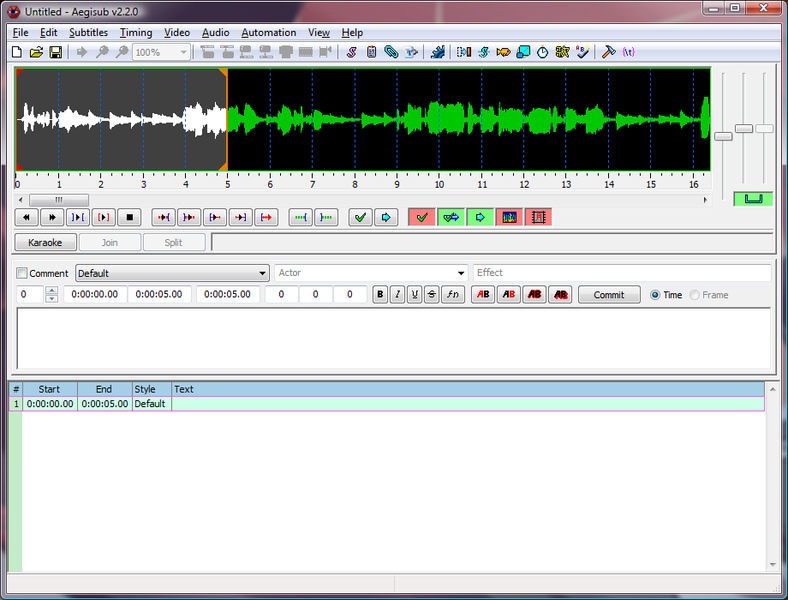 Untitled - Aegisub v2.2.0
File Edit Subtitles Timing Video Audio Automation View Help
100%
0 1 2 3 4 5 6 7 8 9 10 11 12 13 14 15 16
Karaoke Join Split
Comment Default Actor Effect
0 0:00:00.00 0:00:05.00 0:00:05.00 0 0 0 B I U S fn AB AB AB AB Commit Time Frame
# Start End Style Text
1 0:00:00.00 0:00:05.00 Default